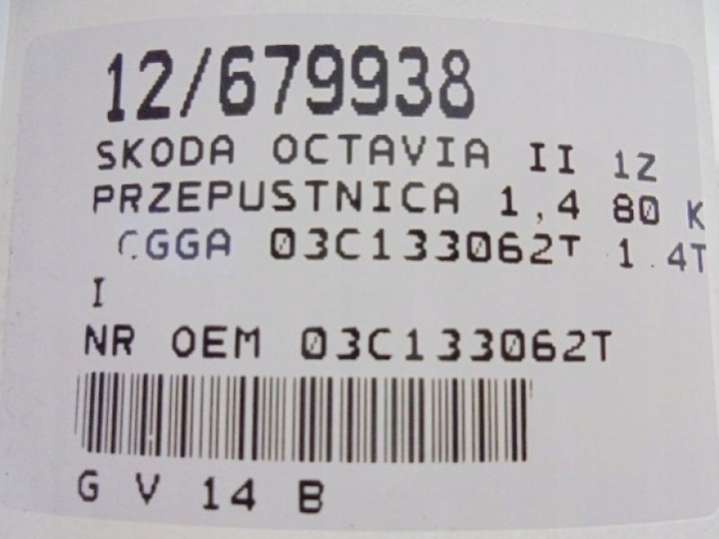 12/679938
SKODA OCTAVIA II 1Z
PRZEPUSTNICA 1,4 80 K
CGGA 03C133062T 1.4T
I
NR OEM 03C133062T
G V 14 B